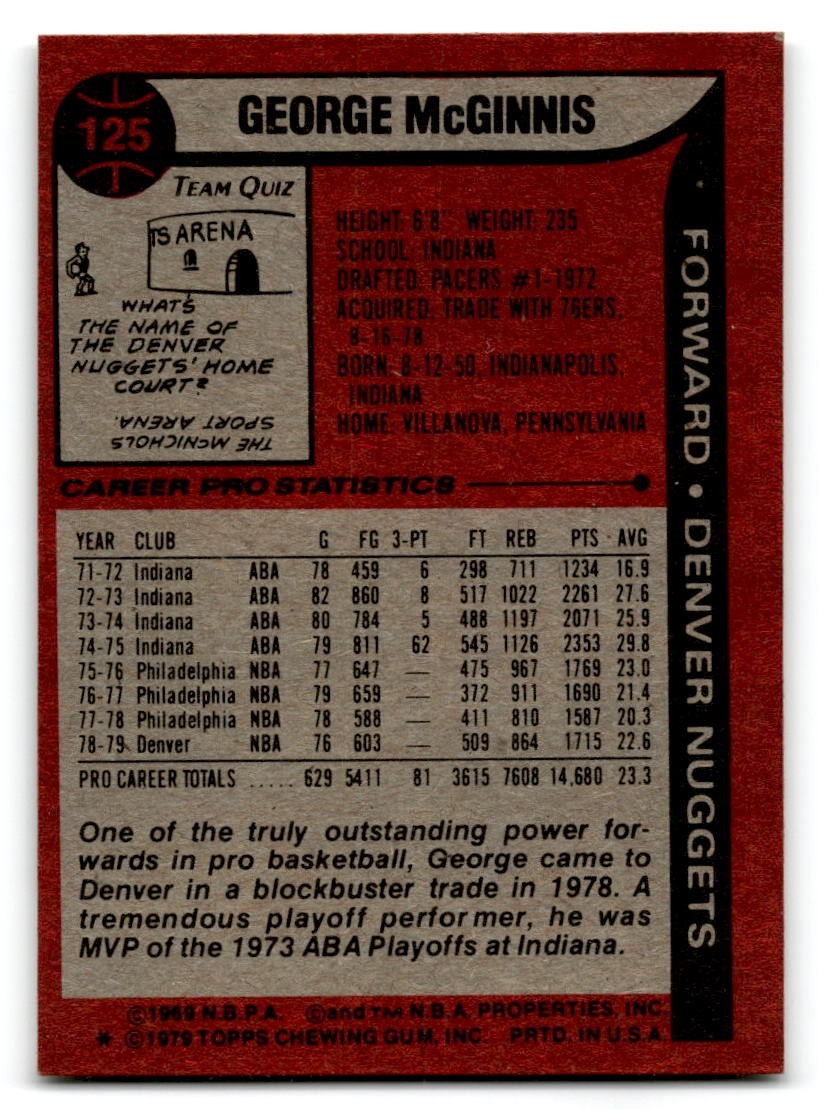 125
GEORGE McGINNIS
TEAM QUIZ
TS ARENA
WHAT'S
THE NAME OF
THE DENVER
NUGGETS' HOME
COURT?
THE McNICHOLS
SPORT ARENA.
HEIGHT: 6'8" WEIGHT: 235
SCHOOL: INDIANA
DRAFTED: PACERS #1-1972
ACQUIRED: TRADE WITH 76ERS,
8-16-78
BORN: 8-12-50, INDIANAPOLIS,
INDIANA
HOME: VILLANOVA, PENNSYLVANIA
FORWARD • DENVER NUGGETS
CAREER PRO STATISTICS
YEAR CLUB G FG 3-PT FT REB PTS AVG
71-72 Indiana ABA 78 459 6 298 711 1234 16.9
72-73 Indiana ABA 82 860 8 517 1022 2261 27.6
73-74 Indiana ABA 80 784 5 488 1197 2071 25.9
74-75 Indiana ABA 79 811 62 545 1126 2353 29.8
75-76 Philadelphia NBA 77 647 — 475 967 1769 23.0
76-77 Philadelphia NBA 79 659 — 372 911 1690 21.4
77-78 Philadelphia NBA 78 588 — 411 810 1587 20.3
78-79 Denver NBA 76 603 — 509 864 1715 22.6
PRO CAREER TOTALS ..... 629 5411 81 3615 7608 14,680 23.3
One of the truly outstanding power for-
wards in pro basketball, George came to
Denver in a blockbuster trade in 1978. A
tremendous playoff performer, he was
MVP of the 1973 ABA Playoffs at Indiana.
©1969 N.B.P.A. ©and TM N.B.A. PROPERTIES, INC.
* ©1979 TOPPS CHEWING GUM, INC. PRTD. IN U.S.A.